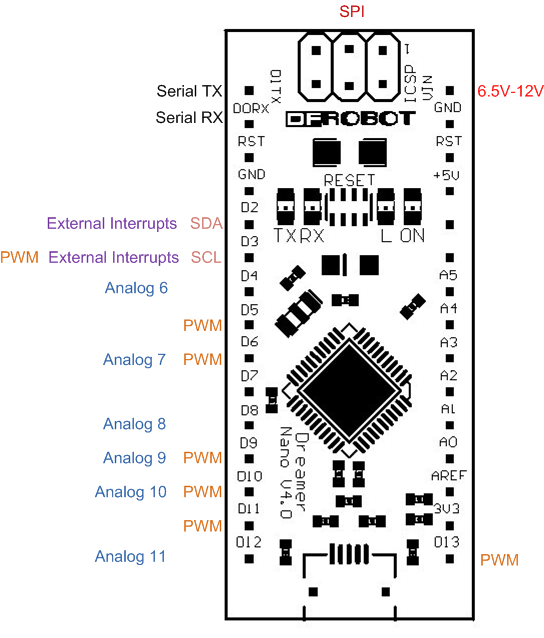 SPI
1
Serial TX
D1TX
ICSP
VIN
6.5V-12V
Serial RX
D0RX
DFROBOT
GND
RST
RST
GND
RESET
+5V
D2
External Interrupts SDA
TX RX L ON
D3
PWM External Interrupts SCL
D4
A5
Analog 6
D5
A4
PWM
D6
A3
Analog 7 PWM
D7
A2
D8
A1
Analog 8
D9
A0
Dreamer
Nano V4.0
Analog 9 PWM
D10
AREF
Analog 10 PWM
D11
3V3
PWM
D12
D13
Analog 11
PWM